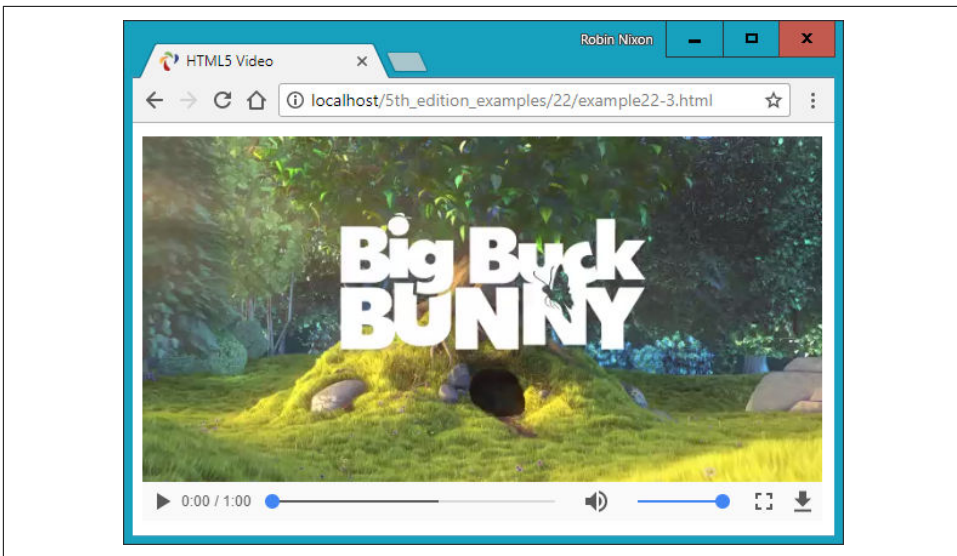 Robin Nixon
HTML5 Video
localhost/5th_edition_examples/22/example22-3.html
Big Buck
BUNNY
0:00 / 1:00